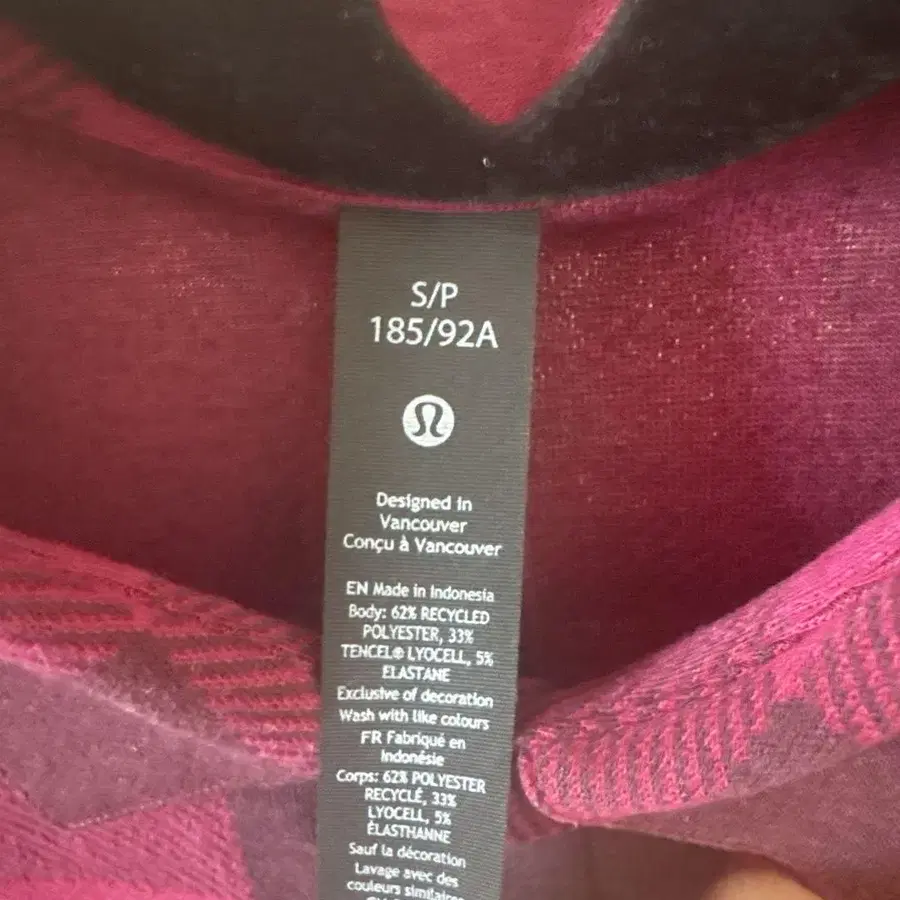 S/P
185/92A
Designed in
Vancouver
Conçu à Vancouver
EN Made in Indonesia
Body: 62% RECYCLED
POLYESTER, 33%
TENCEL® LYOCELL, 5%
ELASTANE
Exclusive of decoration
Wash with like colours
FR Fabriqué en
Indonésie
Corps: 62% POLYESTER
RECYCLÉ, 33%
LYOCELL, 5%
ÉLASTHANNE
Sauf la décoration
Lavage avec des
couleurs similaires